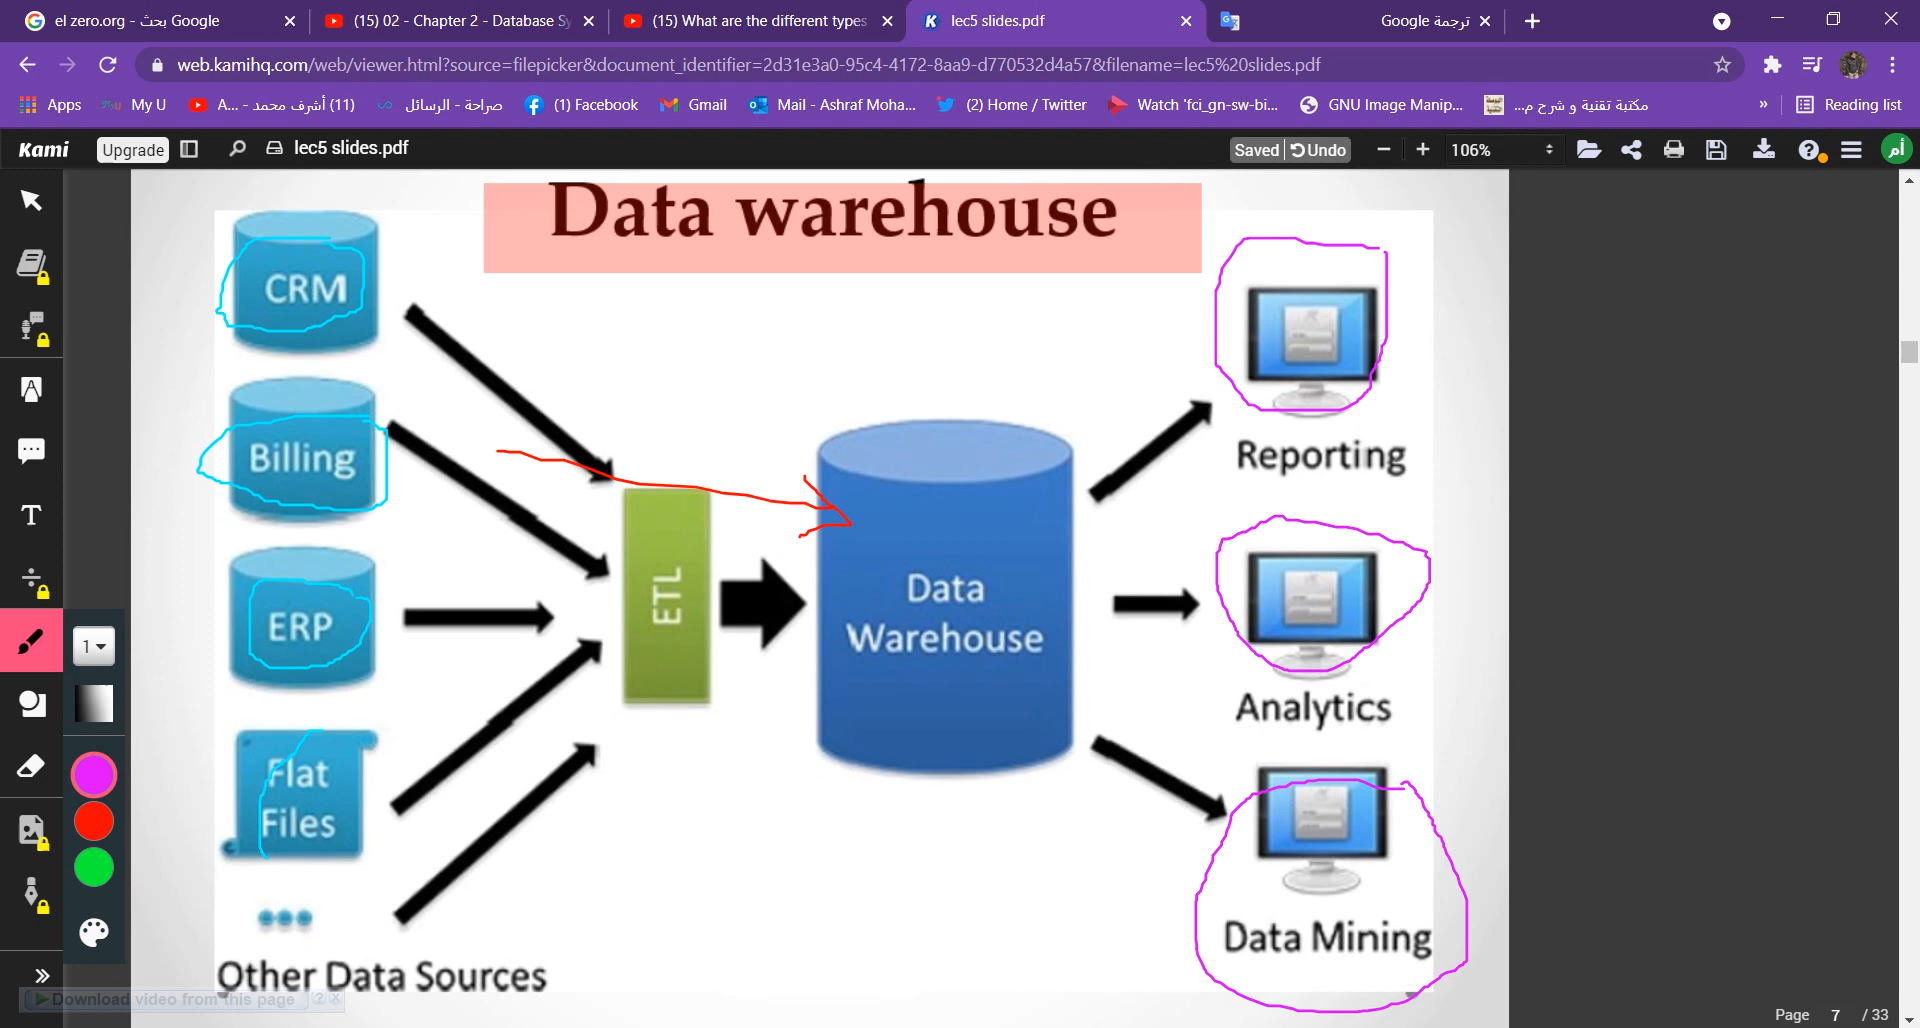 el zero.org - بحث Google
(15) 02 - Chapter 2 - Database Sy
(15) What are the different types
lec5 slides.pdf
ترجمة Google
web.kamihq.com/web/viewer.html?source=filepicker&document_identifier=2d31e3a0-95c4-4172-8aa9-d770532d4a57&filename=lec5%20slides.pdf
Apps
My U
(11) أشرف محمد - ...A
صراحة - الرسائل
(1) Facebook
Gmail
Mail - Ashraf Moha...
(2) Home / Twitter
Watch 'fci_gn-sw-bi...
GNU Image Manip...
مكتبة تقنية و شرح م...
»
Reading list
Kami
Upgrade
lec5 slides.pdf
Saved
Undo
106%
أم
Data warehouse
CRM
Billing
ERP
Flat
Files
Other Data Sources
ETL
Data
Warehouse
Reporting
Analytics
Data Mining
1
T
Download video from this page
?
Page 7 / 33